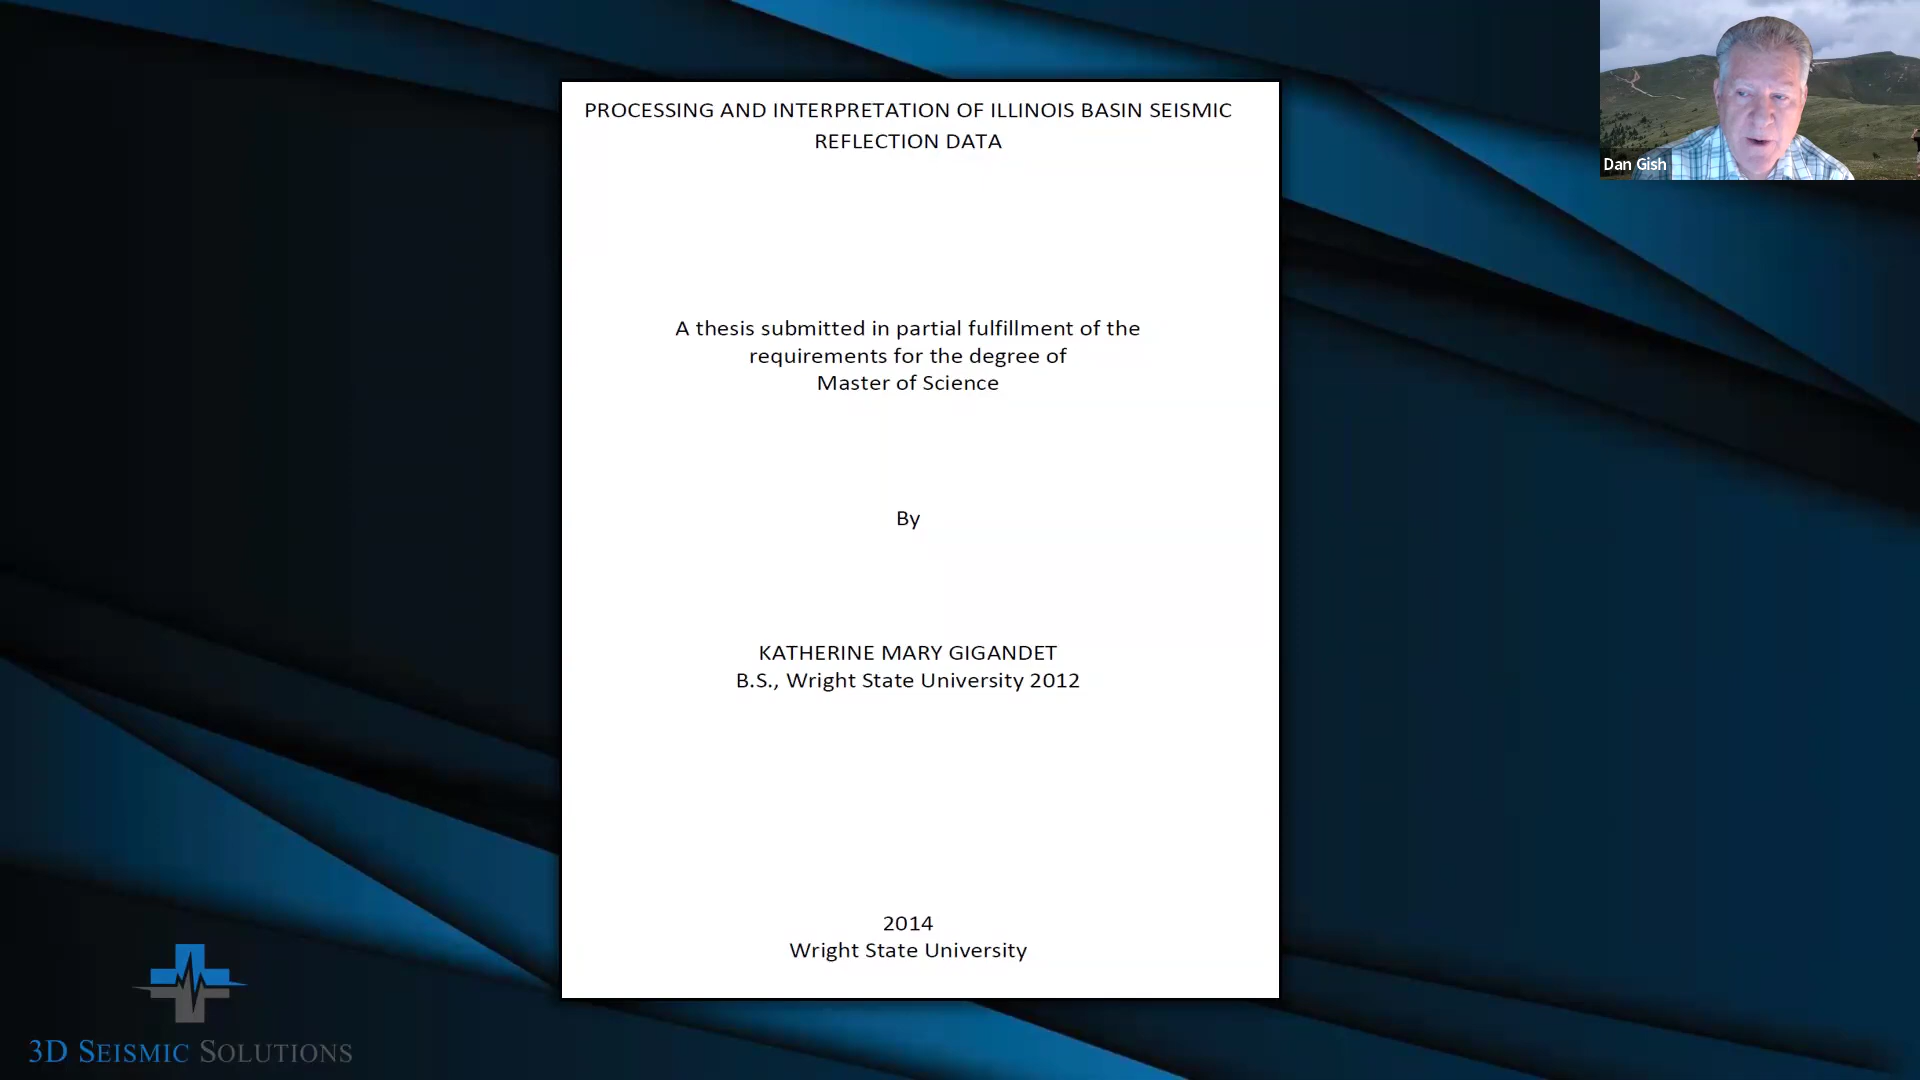 PROCESSING AND INTERPRETATION OF ILLINOIS BASIN SEISMIC
REFLECTION DATA
A thesis submitted in partial fulfillment of the
requirements for the degree of
Master of Science
By
KATHERINE MARY GIGANDET
B.S., Wright State University 2012
2014
Wright State University
Dan Gish
3D SEISMIC SOLUTIONS